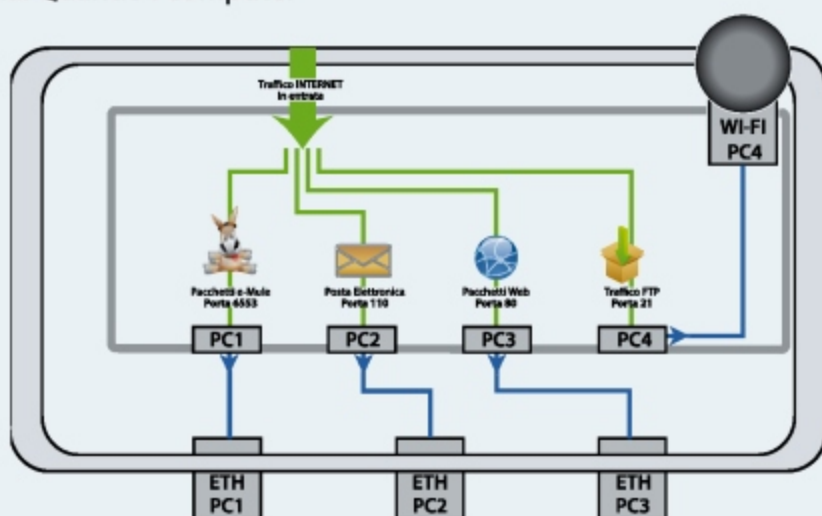 Traffico INTERNET
in entrata
WI-FI
PC4
Pacchetti e-Mule
Porta 6553
Posta Elettronica
Porta 110
Pacchetti Web
Porta 80
Traffico FTP
Porta 21
PC1
PC2
PC3
PC4
ETH
PC1
ETH
PC2
ETH
PC3